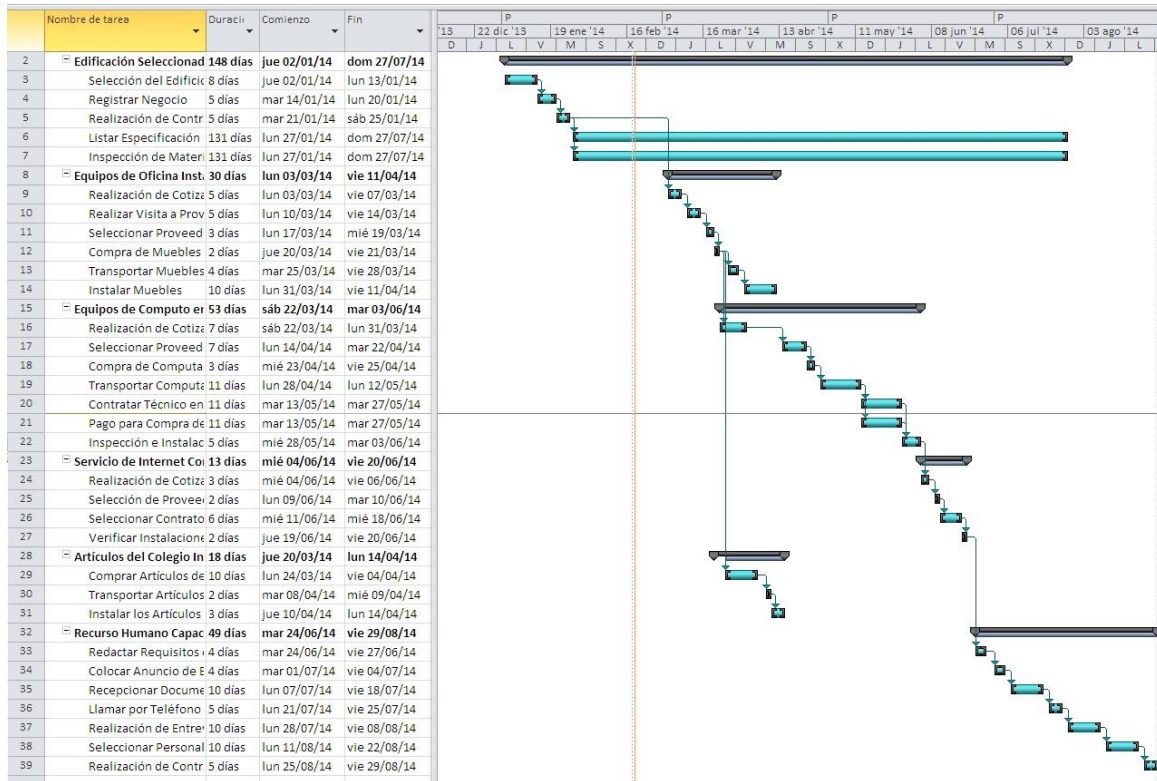 Nombre de tarea Duració Comienzo Fin
P P P P
'13 22 dic '13 19 ene '14 16 feb '14 16 mar '14 13 abr '14 11 may '14 08 jun '14 06 jul '14 03 ago '14
D J L V M S X D J L V M S X D J L V M S X D J L
2 Edificación Seleccionad 148 días jue 02/01/14 dom 27/07/14
3 Selección del Edificio 8 días jue 02/01/14 lun 13/01/14
4 Registrar Negocio 5 días mar 14/01/14 lun 20/01/14
5 Realización de Contr 5 días mar 21/01/14 sáb 25/01/14
6 Listar Especificación 131 días lun 27/01/14 dom 27/07/14
7 Inspección de Materi 131 días lun 27/01/14 dom 27/07/14
8 Equipos de Oficina Inst 30 días lun 03/03/14 vie 11/04/14
9 Realización de Cotiza 5 días lun 03/03/14 vie 07/03/14
10 Realizar Visita a Prov 5 días lun 10/03/14 vie 14/03/14
11 Seleccionar Proveed 3 días lun 17/03/14 mié 19/03/14
12 Compra de Muebles 2 días jue 20/03/14 vie 21/03/14
13 Transportar Muebles 4 días mar 25/03/14 vie 28/03/14
14 Instalar Muebles 10 días lun 31/03/14 vie 11/04/14
15 Equipos de Computo en 53 días sáb 22/03/14 mar 03/06/14
16 Realización de Cotiza 7 días sáb 22/03/14 lun 31/03/14
17 Seleccionar Proveed 7 días lun 14/04/14 mar 22/04/14
18 Compra de Computa 3 días mié 23/04/14 vie 25/04/14
19 Transportar Computa 11 días lun 28/04/14 lun 12/05/14
20 Contratar Técnico en 11 días mar 13/05/14 mar 27/05/14
21 Pago para Compra de 11 días mar 13/05/14 mar 27/05/14
22 Inspección e Instalac 5 días mié 28/05/14 mar 03/06/14
23 Servicio de Internet Co 13 días mié 04/06/14 vie 20/06/14
24 Realización de Cotiza 3 días mié 04/06/14 vie 06/06/14
25 Selección de Provee 2 días lun 09/06/14 mar 10/06/14
26 Seleccionar Contrato 6 días mié 11/06/14 mié 18/06/14
27 Verificar Instalacione 2 días jue 19/06/14 vie 20/06/14
28 Artículos del Colegio In 18 días jue 20/03/14 lun 14/04/14
29 Comprar Artículos de 10 días lun 24/03/14 vie 04/04/14
30 Transportar Artículos 2 días mar 08/04/14 mié 09/04/14
31 Instalar los Artículos 3 días jue 10/04/14 lun 14/04/14
32 Recurso Humano Capac 49 días mar 24/06/14 vie 29/08/14
33 Redactar Requisitos 4 días mar 24/06/14 vie 27/06/14
34 Colocar Anuncio de E 4 días mar 01/07/14 vie 04/07/14
35 Recepcionar Docume 10 días lun 07/07/14 vie 18/07/14
36 Llamar por Teléfono 5 días lun 21/07/14 vie 25/07/14
37 Realización de Entre 10 días lun 28/07/14 vie 08/08/14
38 Seleccionar Personal 10 días lun 11/08/14 vie 22/08/14
39 Realización de Contr 5 días lun 25/08/14 vie 29/08/14